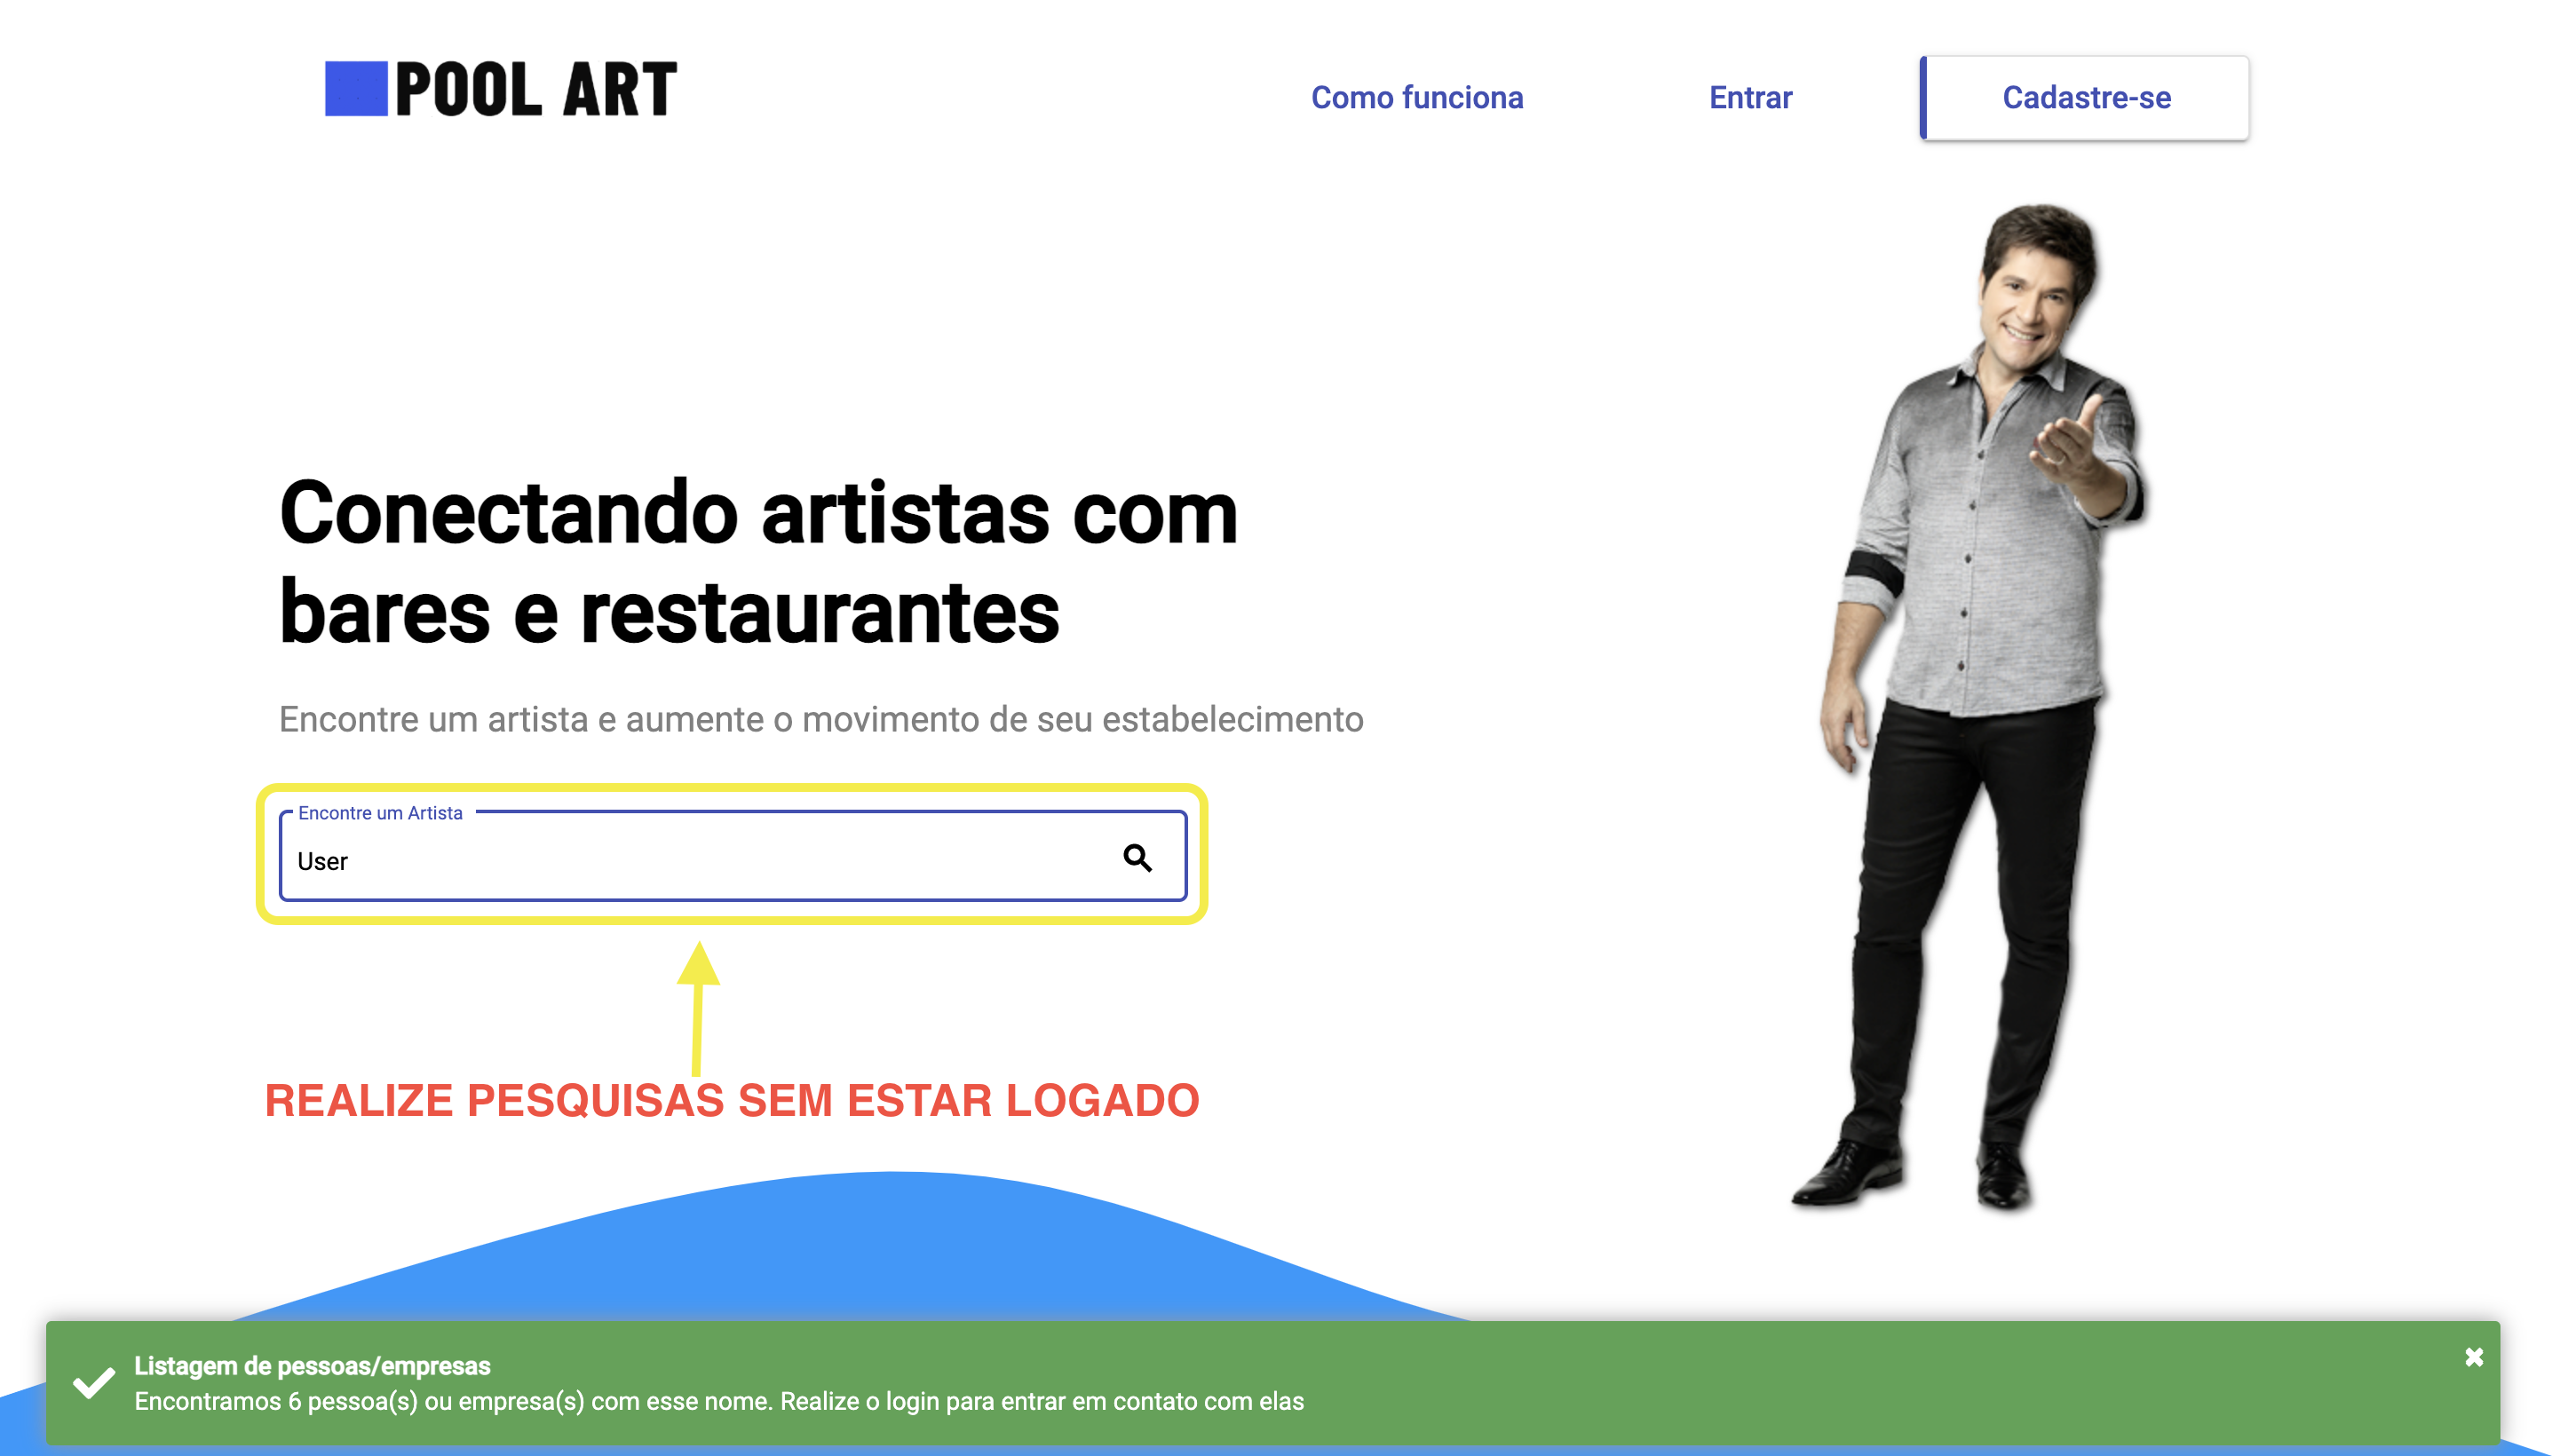 POOL ART
Como funciona
Entrar
Cadastre-se
Conectando artistas com
bares e restaurantes
Encontre um artista e aumente o movimento de seu estabelecimento
Encontre um Artista
User
REALIZE PESQUISAS SEM ESTAR LOGADO
Listagem de pessoas/empresas
Encontramos 6 pessoa(s) ou empresa(s) com esse nome. Realize o login para entrar em contato com elas